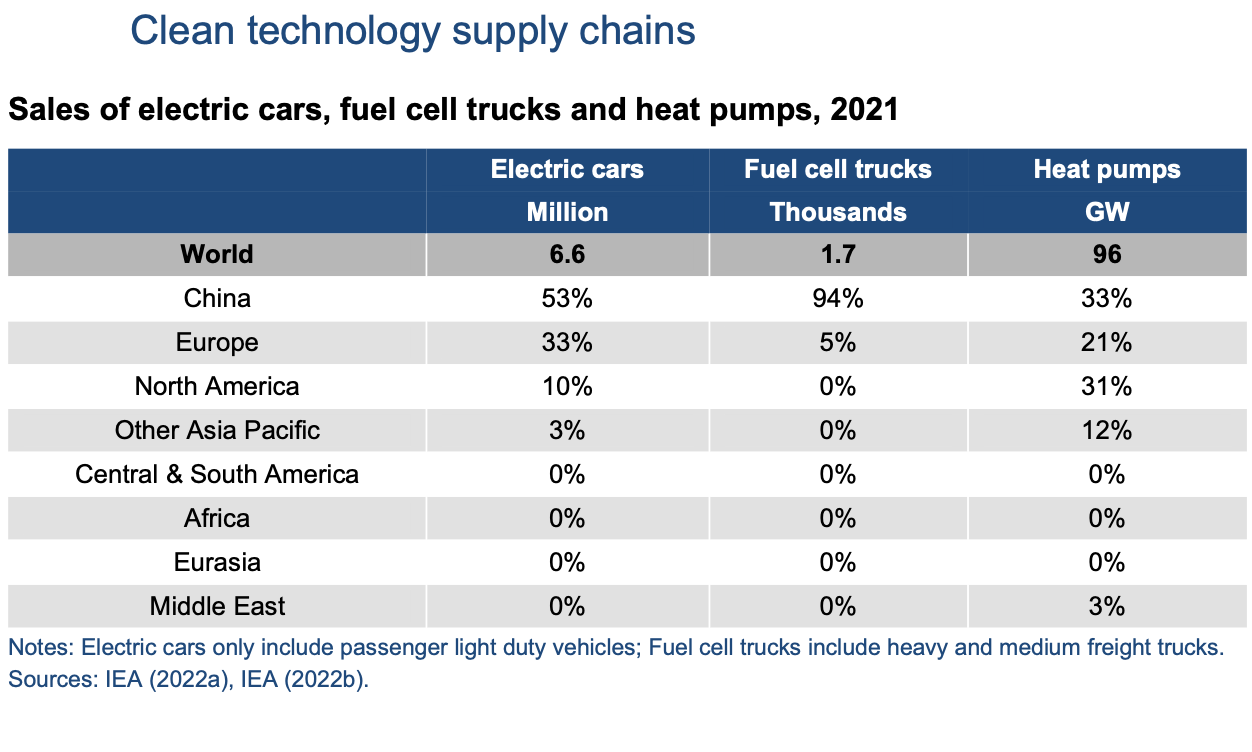 Clean technology supply chains
Sales of electric cars, fuel cell trucks and heat pumps, 2021
Electric cars Fuel cell trucks Heat pumps
Million Thousands GW
World 6.6 1.7 96
China 53% 94% 33%
Europe 33% 5% 21%
North America 10% 0% 31%
Other Asia Pacific 3% 0% 12%
Central & South America 0% 0% 0%
Africa 0% 0% 0%
Eurasia 0% 0% 0%
Middle East 0% 0% 3%
Notes: Electric cars only include passenger light duty vehicles; Fuel cell trucks include heavy and medium freight trucks.
Sources: IEA (2022a), IEA (2022b).